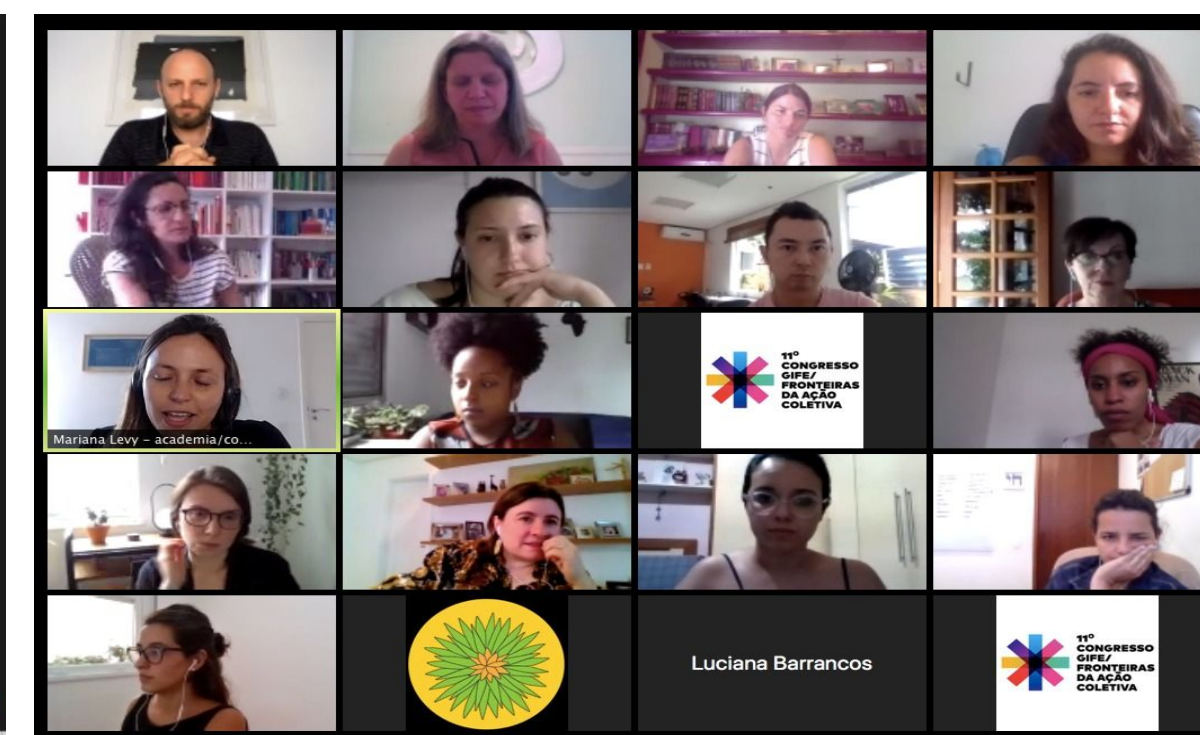 Mariana Levy – academia/co...
11º
CONGRESSO
GIFE/
FRONTEIRAS
DA AÇÃO
COLETIVA
Luciana Barrancos
11º
CONGRESSO
GIFE/
FRONTEIRAS
DA AÇÃO
COLETIVA